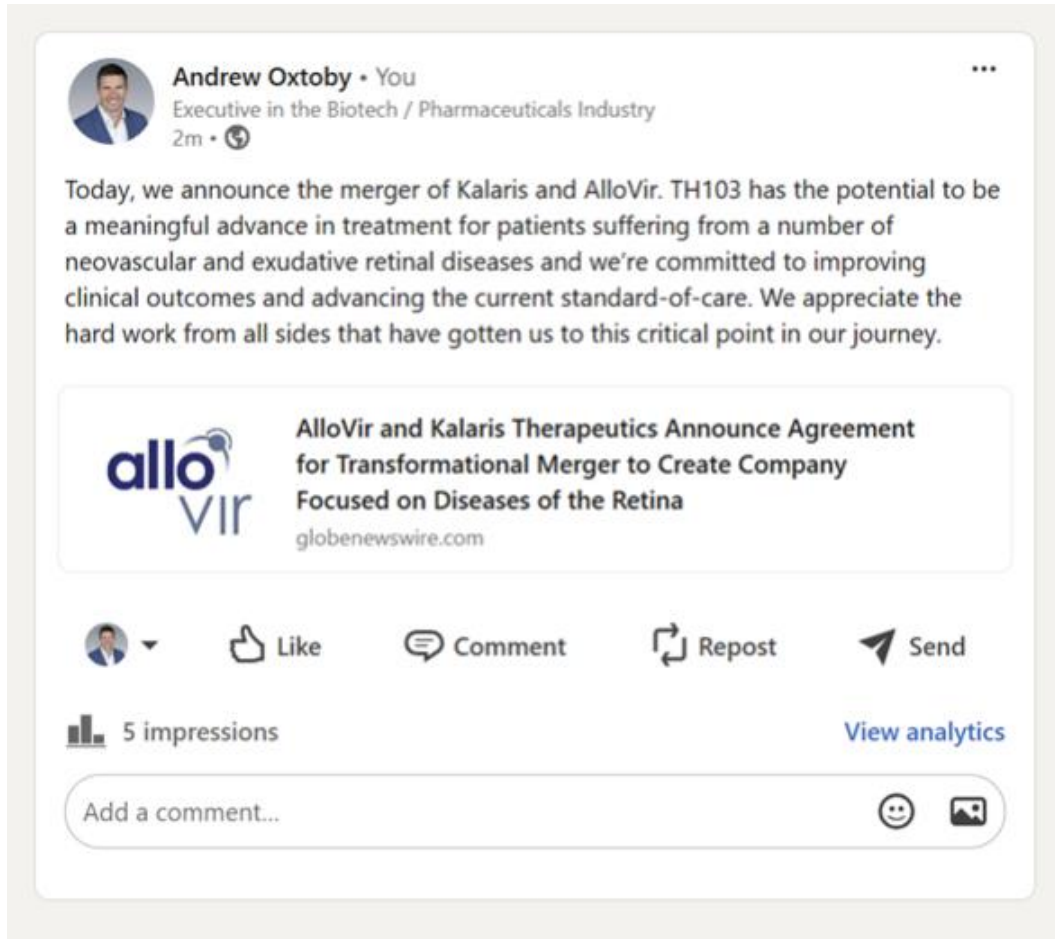 Andrew Oxtoby • You
Executive in the Biotech / Pharmaceuticals Industry
2m •
Today, we announce the merger of Kalaris and AlloVir. TH103 has the potential to be
a meaningful advance in treatment for patients suffering from a number of
neovascular and exudative retinal diseases and we're committed to improving
clinical outcomes and advancing the current standard-of-care. We appreciate the
hard work from all sides that have gotten us to this critical point in our journey.
allo
vir
AlloVir and Kalaris Therapeutics Announce Agreement
for Transformational Merger to Create Company
Focused on Diseases of the Retina
globenewswire.com
Like
Comment
Repost
Send
5 impressions
View analytics
Add a comment...